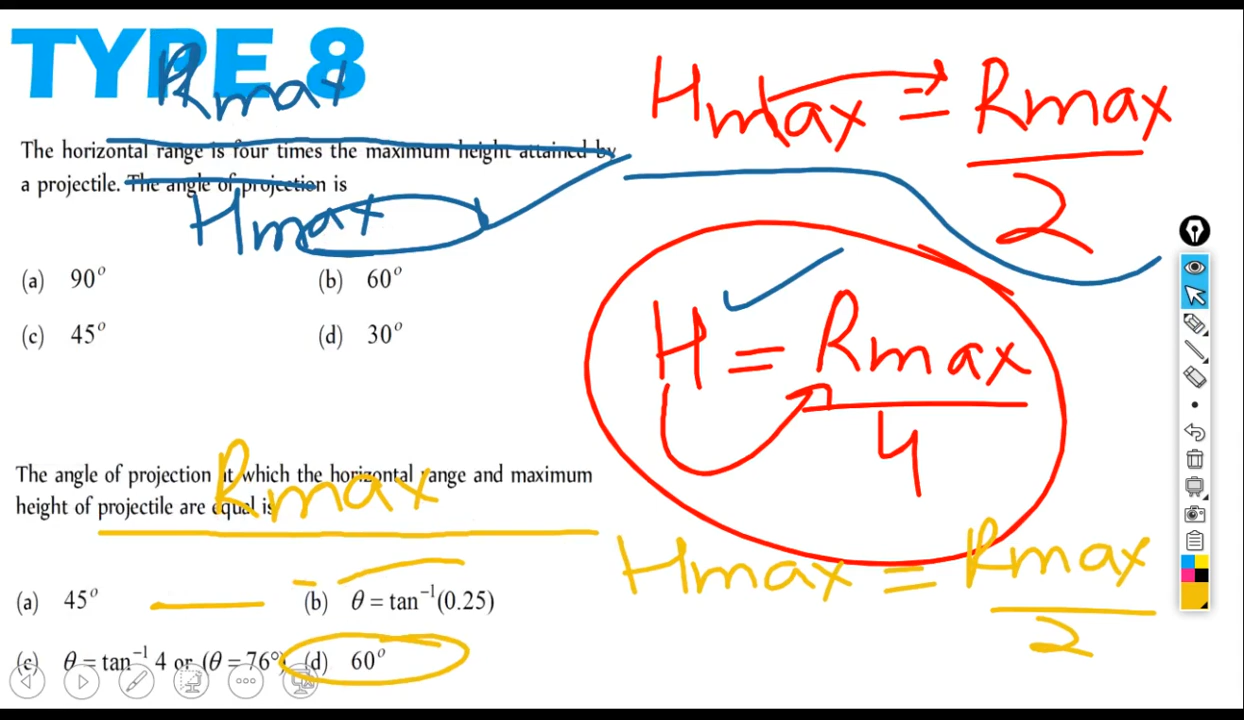 TYPE 8
Rmax
The horizontal range is four times the maximum height attained by
a projectile. The angle of projection is
Hmax
(a) 90°
(b) 60°
(c) 45°
(d) 30°
Hmax = Rmax
2
H = Rmax
4
The angle of projection at which the horizontal range and maximum
height of projectile are equal is
Rmax
Hmax = Rmax
2
(a) 45°
(b) θ = tan⁻¹(0.25)
(c) θ = tan⁻¹ 4 or (θ = 76°)
(d) 60°